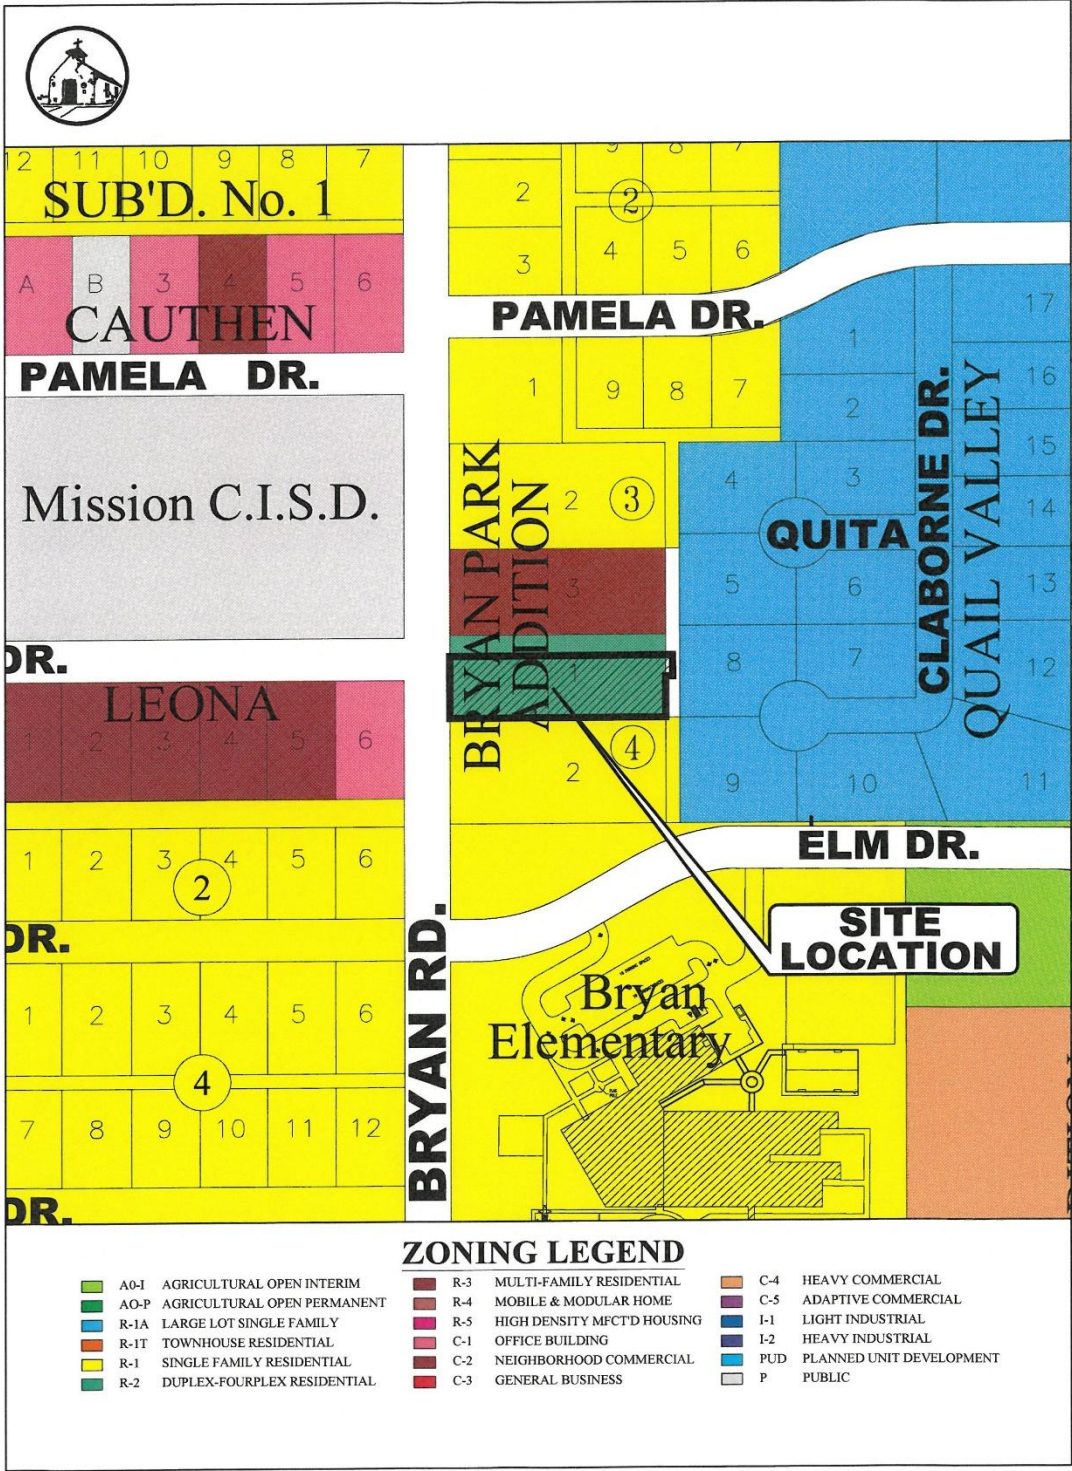 12 11 10 9 8 7
SUB'D. No. 1
A B 3 4 5 6
CAUTHEN
PAMELA DR.
Mission C.I.S.D.
DR.
LEONA
1 2 3 4 5 6
1 2 3 4 5 6
2
DR.
1 2 3 4 5 6
4
7 8 9 10 11 12
DR.
BRYAN RD.
9 8 7
2
2
3
4 5 6
PAMELA DR.
1
9 8 7
2
3
3
1
BRYAN PARK
ADDITION
4
2
1
2
3
4
QUITA
5
6
7
8
9
10
11
12
13
14
15
16
17
CLABORNE DR.
QUAIL VALLEY
ELM DR.
SITE
LOCATION
Bryan
Elementary
ZONING LEGEND
A0-I AGRICULTURAL OPEN INTERIM
AO-P AGRICULTURAL OPEN PERMANENT
R-1A LARGE LOT SINGLE FAMILY
R-1T TOWNHOUSE RESIDENTIAL
R-1 SINGLE FAMILY RESIDENTIAL
R-2 DUPLEX-FOURPLEX RESIDENTIAL
R-3 MULTI-FAMILY RESIDENTIAL
R-4 MOBILE & MODULAR HOME
R-5 HIGH DENSITY MFCT'D HOUSING
C-1 OFFICE BUILDING
C-2 NEIGHBORHOOD COMMERCIAL
C-3 GENERAL BUSINESS
C-4 HEAVY COMMERCIAL
C-5 ADAPTIVE COMMERCIAL
I-1 LIGHT INDUSTRIAL
I-2 HEAVY INDUSTRIAL
PUD PLANNED UNIT DEVELOPMENT
P PUBLIC